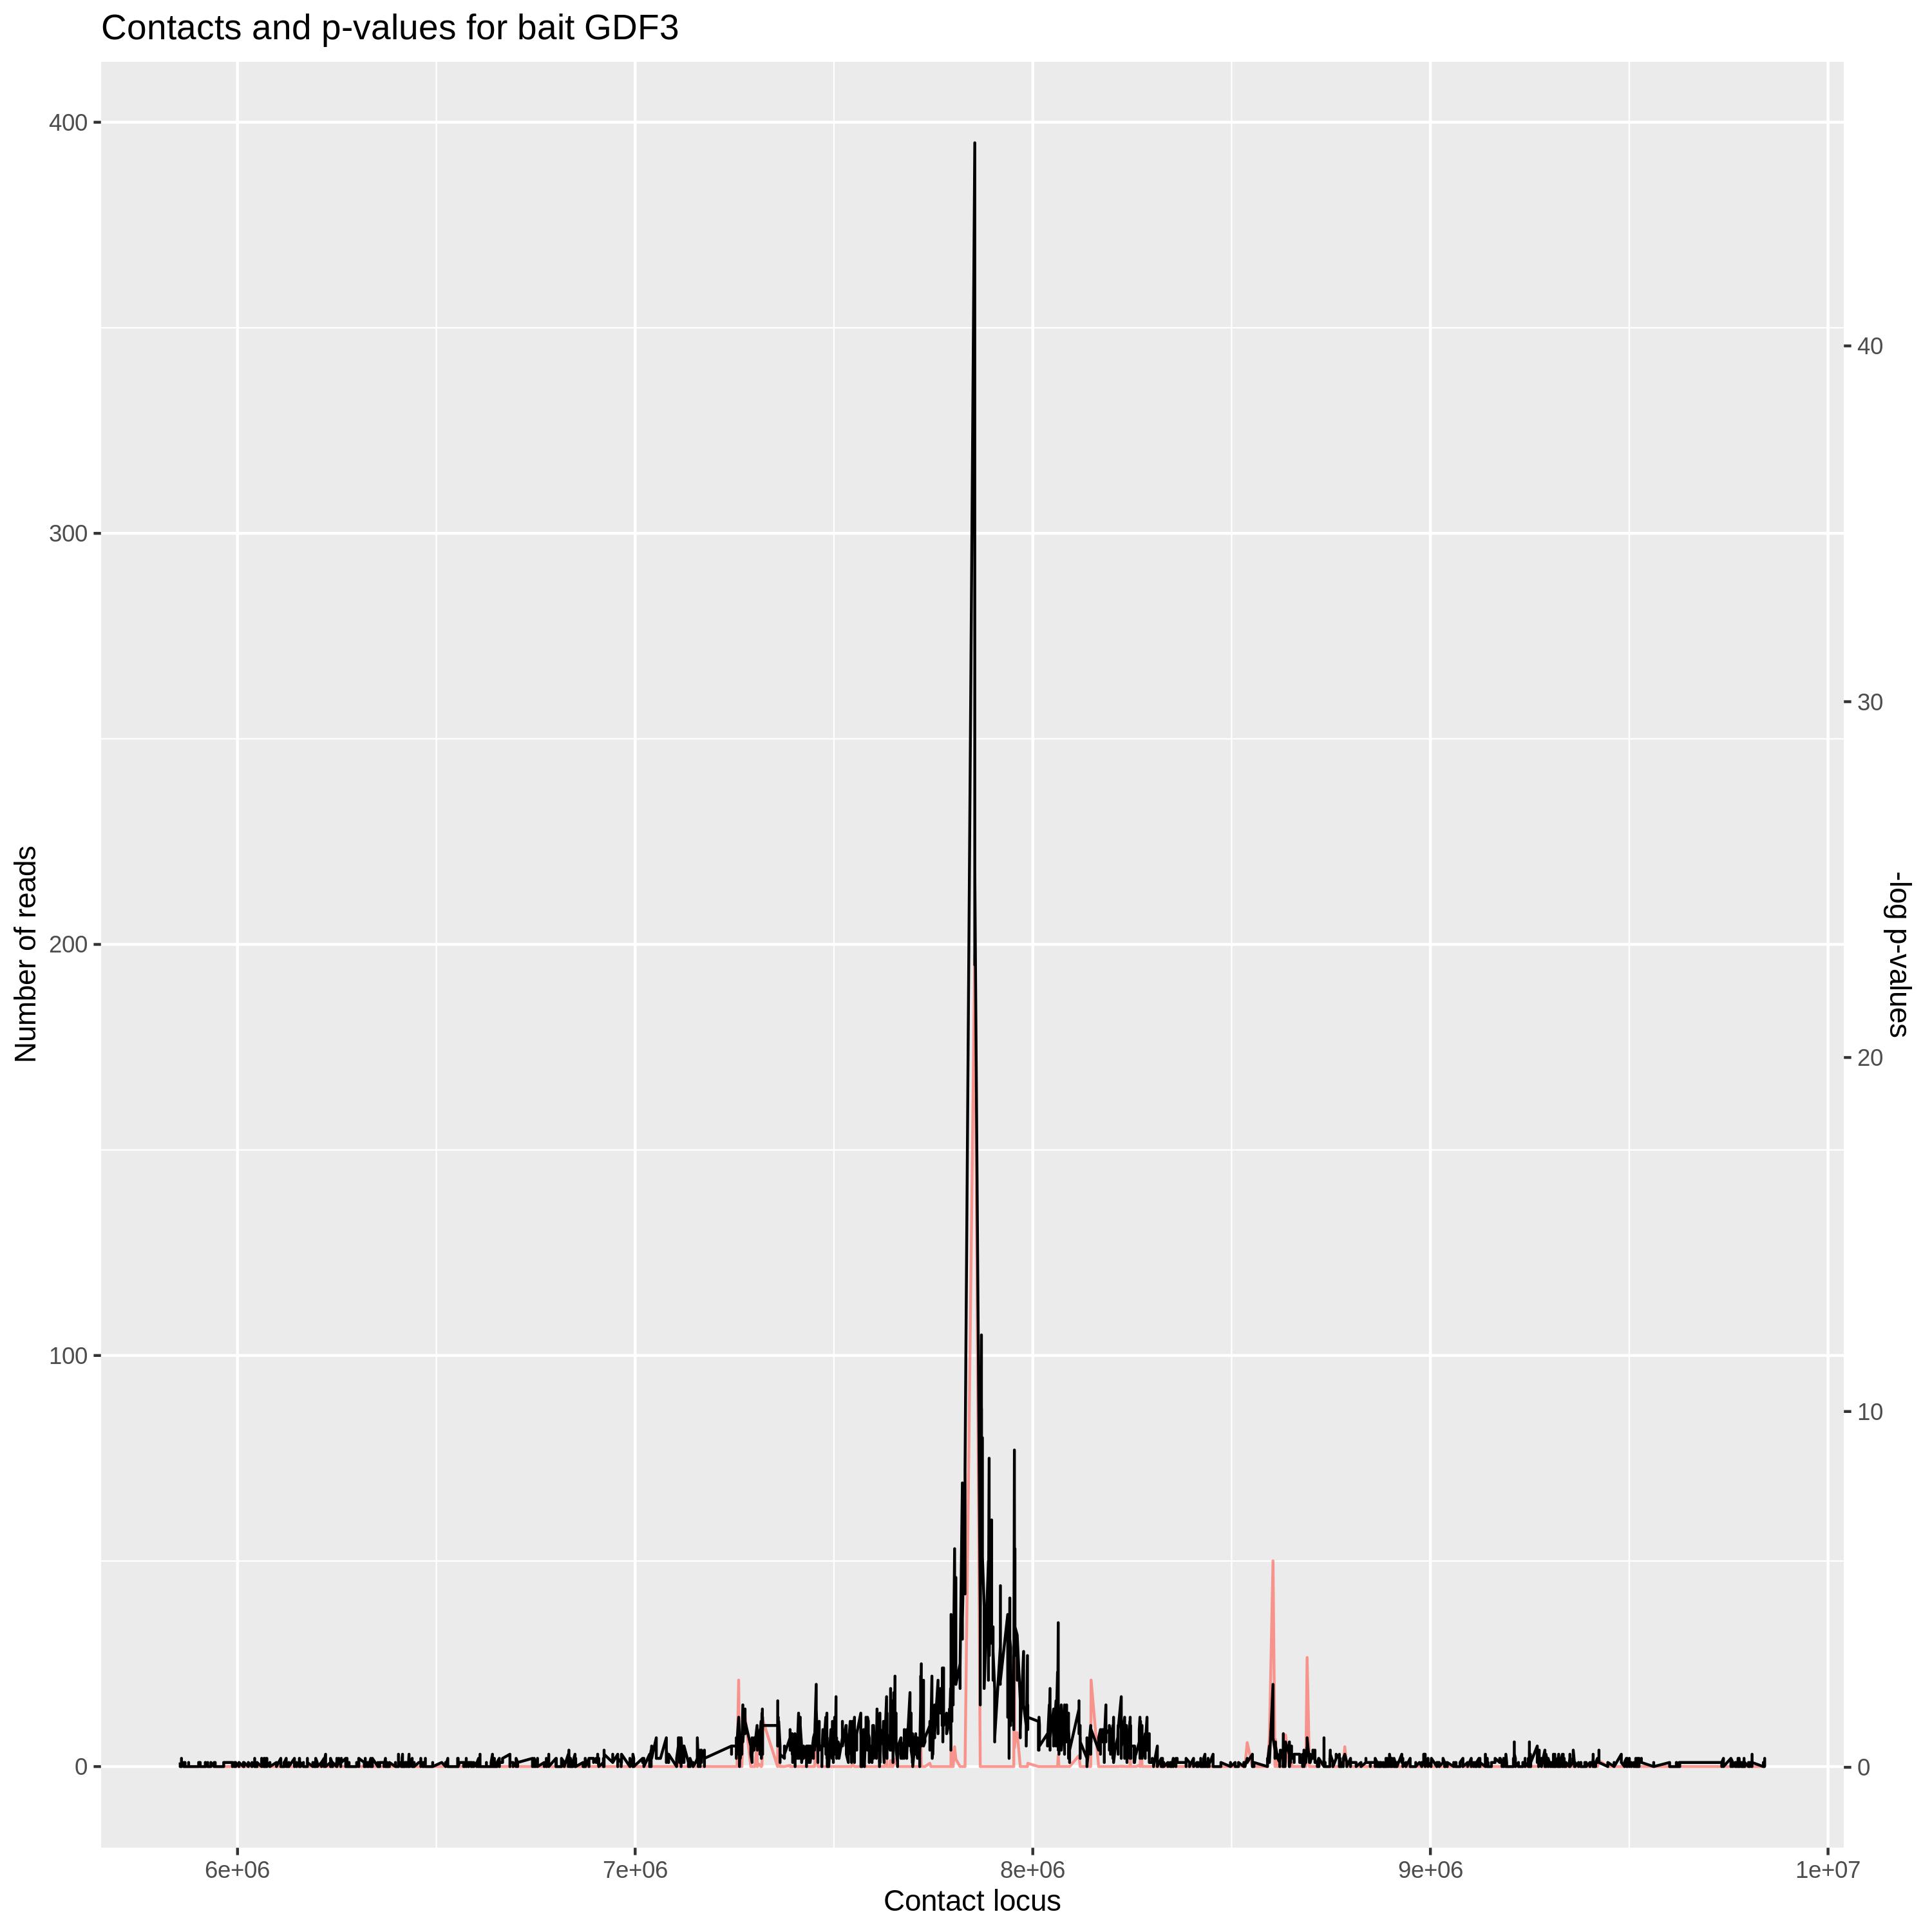 Contacts and p-values for bait GDF3
400
300
200
100
0
Number of reads
40
30
20
10
0
-log p-values
6e+06
7e+06
8e+06
9e+06
1e+07
Contact locus